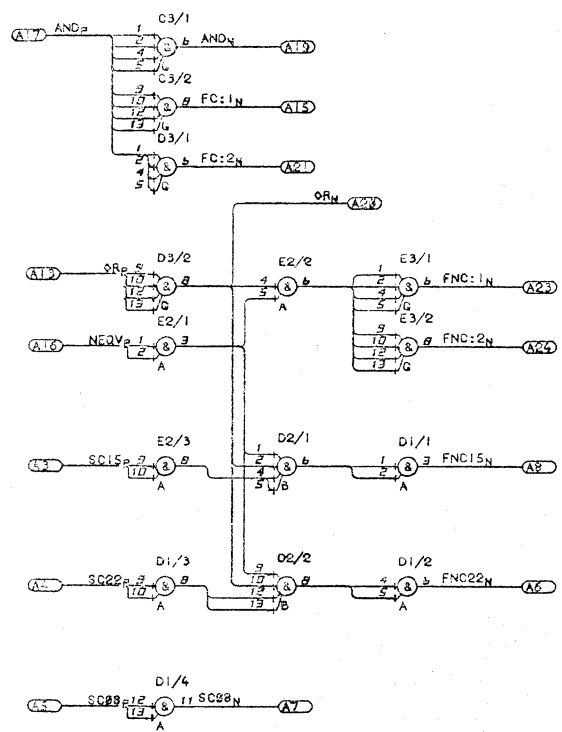 C3/1
A17 ANDP 1 2 4 5 & G 6 ANDN A19
C3/2
9 10 12 13 & G 8 FC:1N A15
D3/1
1 2 4 5 & G 6 FC:2N A21
ORN
D3/2 E2/2 E3/1
A13 ORP 9 10 12 13 & G 8 4 5 & A 6 1 2 4 5 & G 6 FNC:1N A23
E2/1 E3/2
A16 NEQVP 1 2 & A 3 9 10 12 13 & G 8 FNC:2N A24
E2/3 D2/1 D1/1
A3 SC15P 9 10 & A 8 1 2 4 5 & B 6 1 2 & A 3 FNC15N A8
D1/3 D2/2 D1/2
A4 SC22P 9 10 & A 8 9 10 12 13 & B 8 4 5 & A 6 FNC22N A6
D1/4
12 13 & A 11 A7